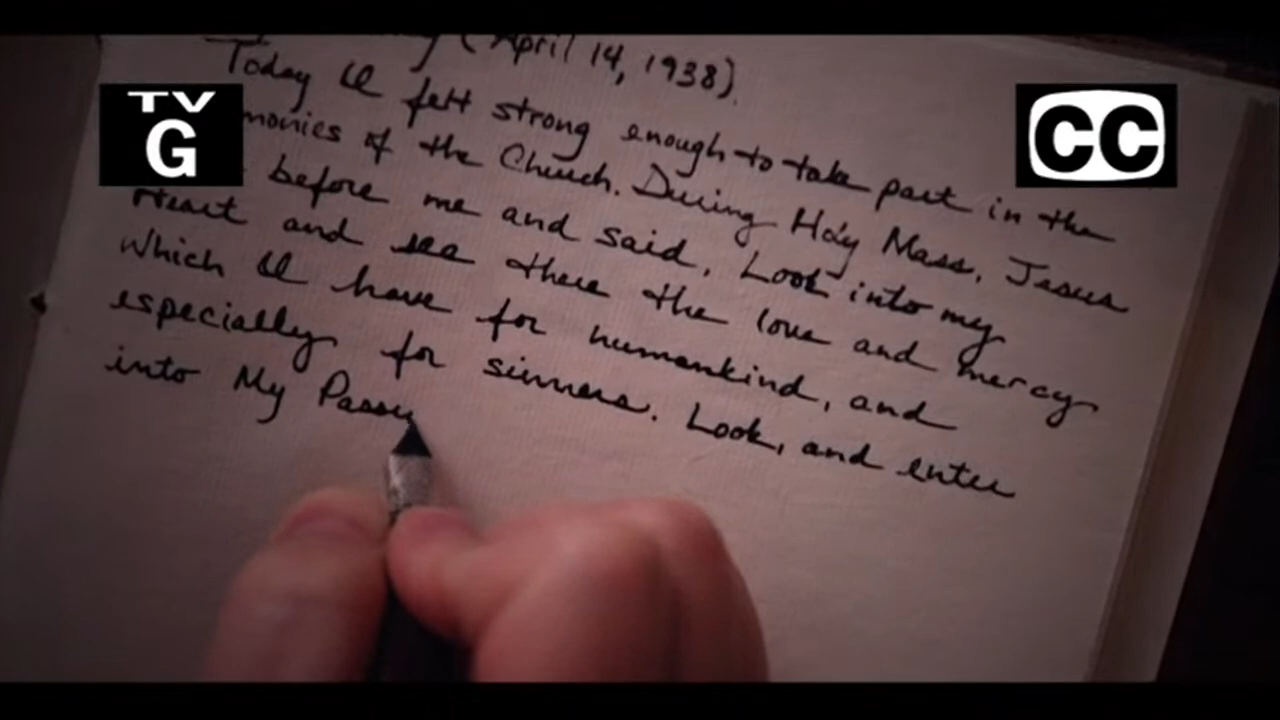 (April 14, 1938).
Today I felt strong enough to take part in the
monies of the Church. During Holy Mass, Jesus
before me and said, Look into my
Heart and see there the love and mercy
which I have for humankind, and
especially for sinners. Look, and enter
into My Passi
TV
G
CC